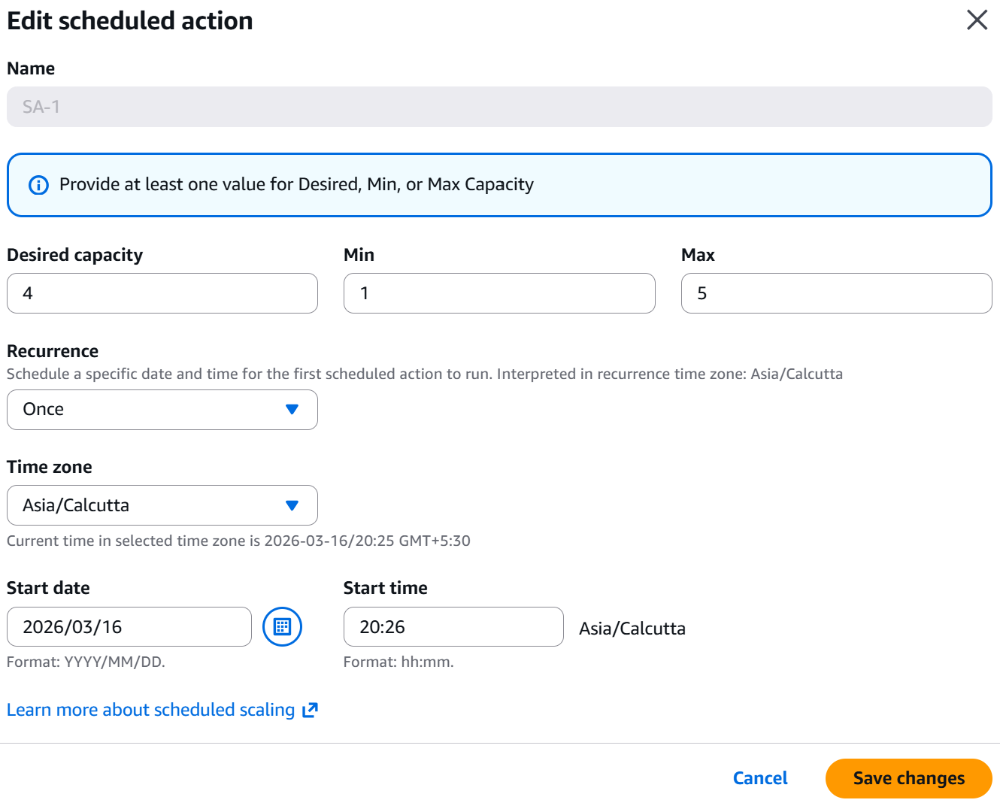 Edit scheduled action
Name
SA-1
Provide at least one value for Desired, Min, or Max Capacity
Desired capacity Min Max
4 1 5
Recurrence
Schedule a specific date and time for the first scheduled action to run. Interpreted in recurrence time zone: Asia/Calcutta
Once
Time zone
Asia/Calcutta
Current time in selected time zone is 2026-03-16/20:25 GMT+5:30
Start date Start time
2026/03/16 20:26 Asia/Calcutta
Format: YYYY/MM/DD. Format: hh:mm.
Learn more about scheduled scaling
Cancel Save changes